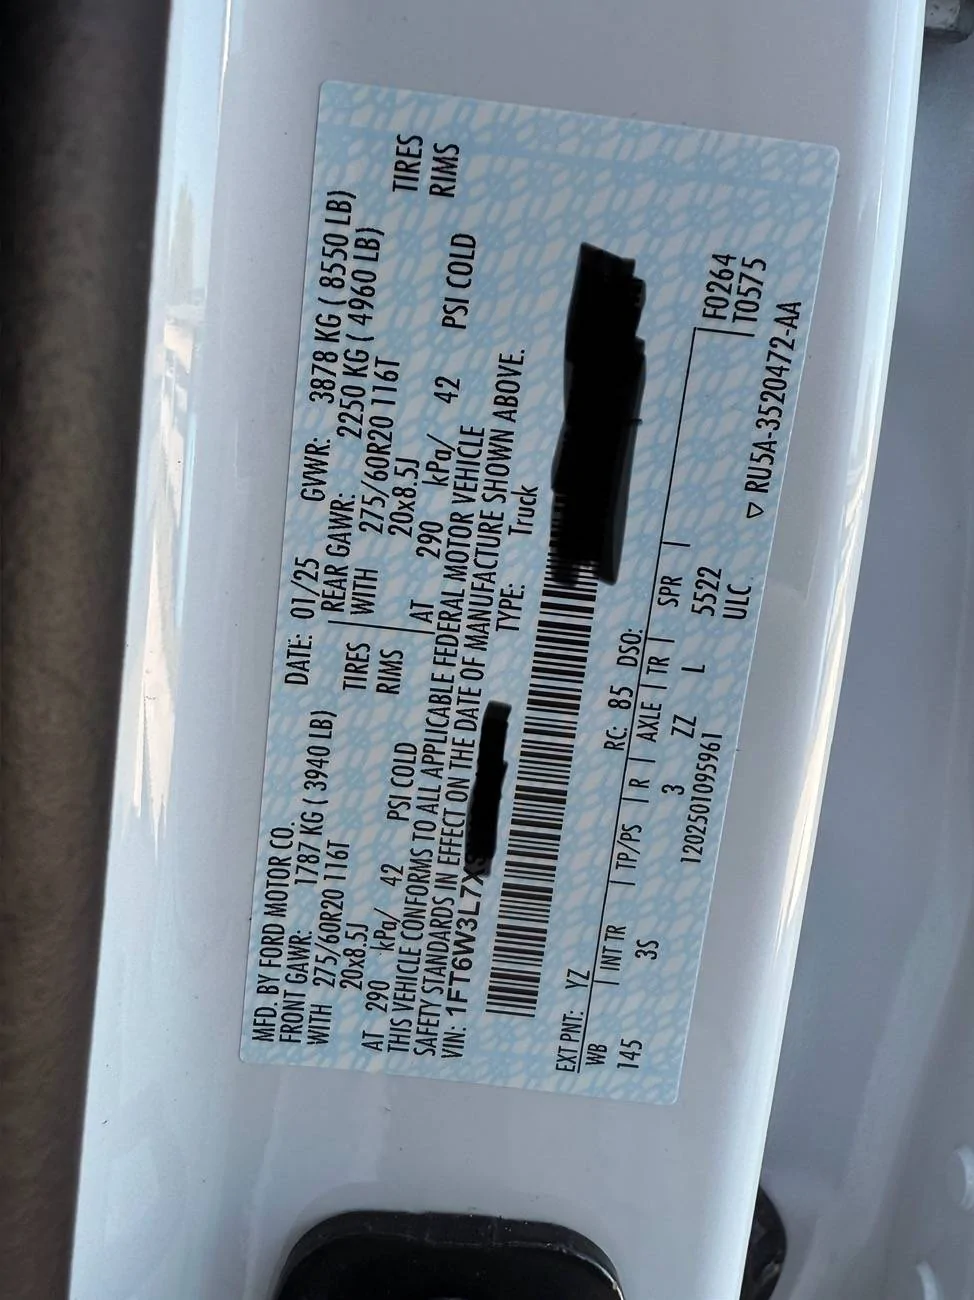 MFD. BY FORD MOTOR CO.
DATE: 01/25 GVWR: 3878 KG ( 8550 LB)
FRONT GAWR: 1787 KG ( 3940 LB)
REAR GAWR: 2250 KG ( 4960 LB)
WITH 275/60R20 116T TIRES
WITH 275/60R20 116T TIRES
20x8.5J RIMS
20x8.5J RIMS
AT 290 kPa/ 42 PSI COLD
AT 290 kPa/ 42 PSI COLD
THIS VEHICLE CONFORMS TO ALL APPLICABLE FEDERAL MOTOR VEHICLE
SAFETY STANDARDS IN EFFECT ON THE DATE OF MANUFACTURE SHOWN ABOVE.
VIN: 1FT6W3L7X
TYPE: Truck
EXT PNT: YZ RC: 85 DSO:
WB INT TR TP/PS R AXLE TR SPR
F0264
T0575
145 3S 3 ZZ L 5522
ULC
1202501095961
▽ RU5A-3520472-AA